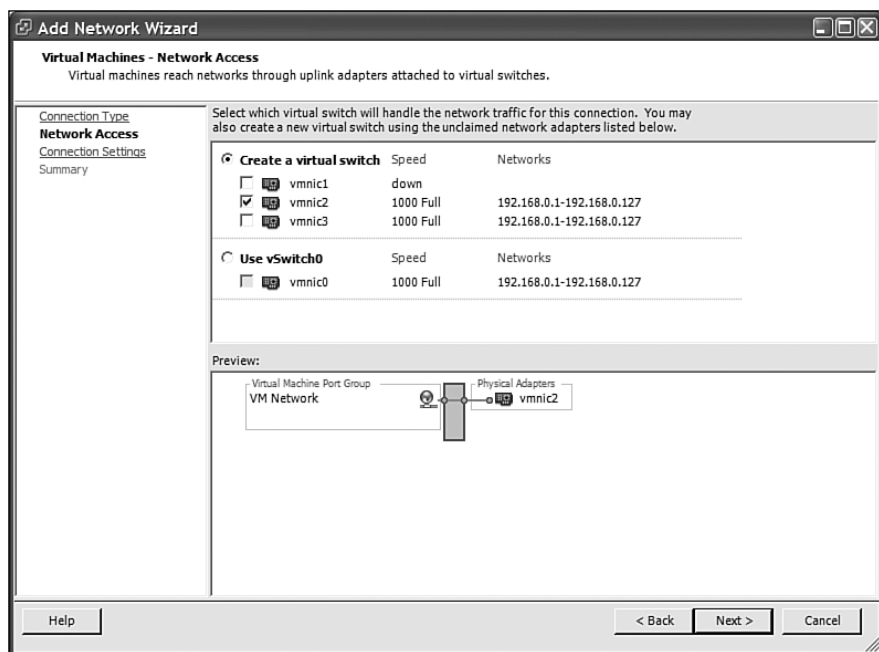 Add Network Wizard
Virtual Machines - Network Access
Virtual machines reach networks through uplink adapters attached to virtual switches.
Connection Type
Network Access
Connection Settings
Summary
Select which virtual switch will handle the network traffic for this connection. You may
also create a new virtual switch using the unclaimed network adapters listed below.
Create a virtual switch Speed Networks
vmnic1 down
vmnic2 1000 Full 192.168.0.1-192.168.0.127
vmnic3 1000 Full 192.168.0.1-192.168.0.127
Use vSwitch0 Speed Networks
vmnic0 1000 Full 192.168.0.1-192.168.0.127
Preview:
Virtual Machine Port Group Physical Adapters
VM Network vmnic2
Help < Back Next > Cancel